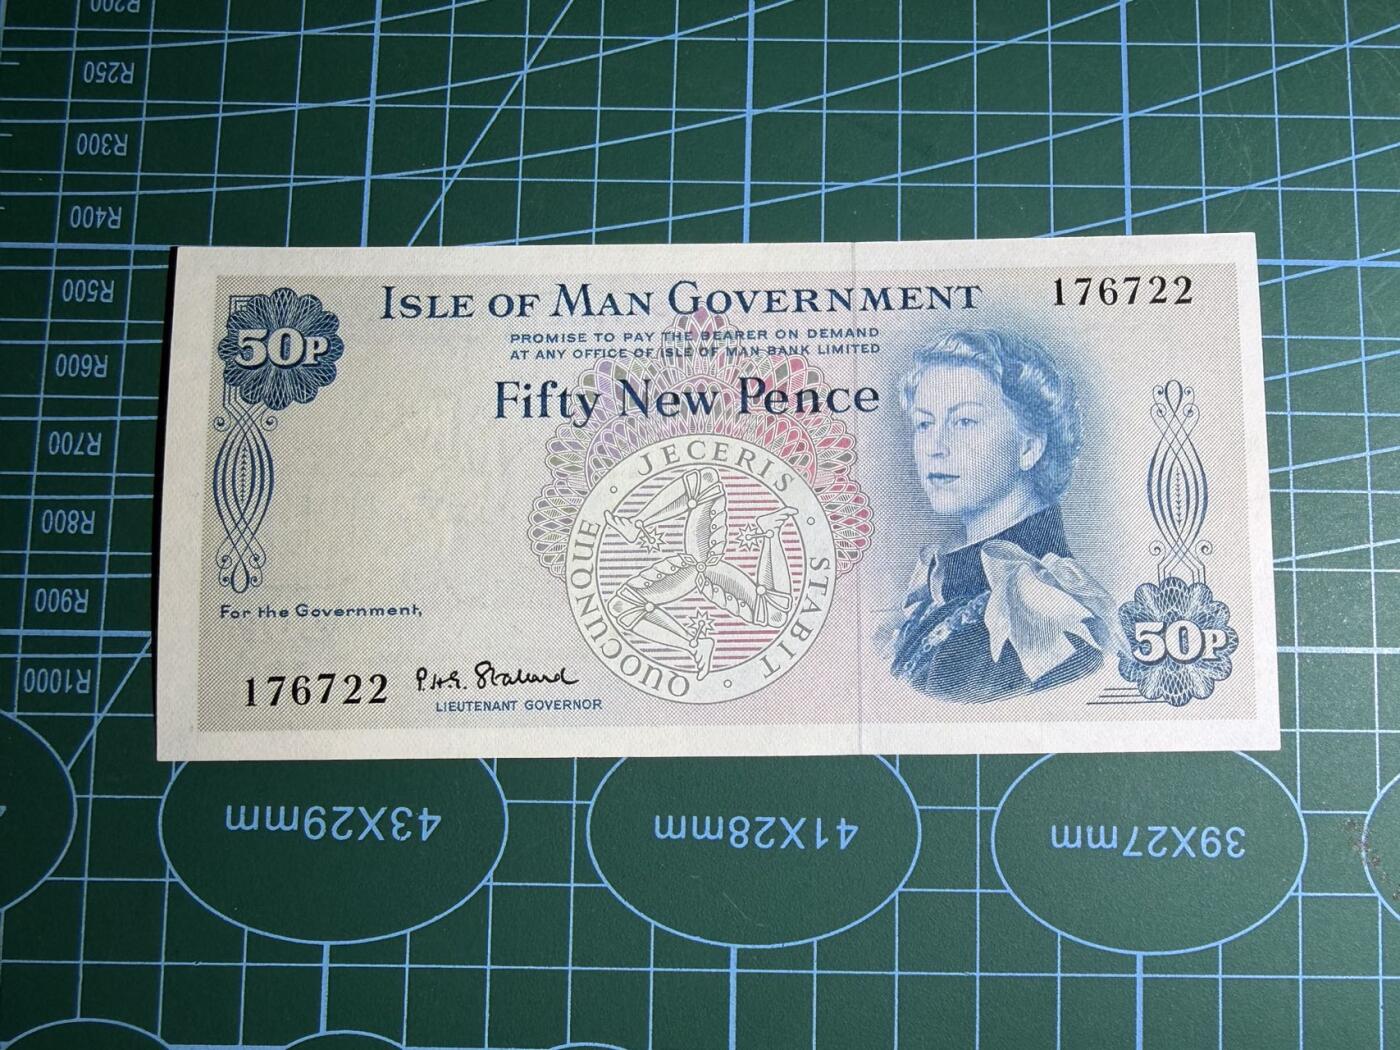 R200
R250
R300
R400
R500
R600
R700
R800
R900
R1000
ISLE OF MAN GOVERNMENT
176722
50P
PROMISE TO PAY THE BEARER ON DEMAND
AT ANY OFFICE OF ISLE OF MAN BANK LIMITED
Fifty New Pence
QUOCUNQUE · JECERIS · STABIT ·
For the Government,
50P
176722
P.H.G. Stallard
LIEUTENANT GOVERNOR
43X29mm
41X28mm
39X27mm